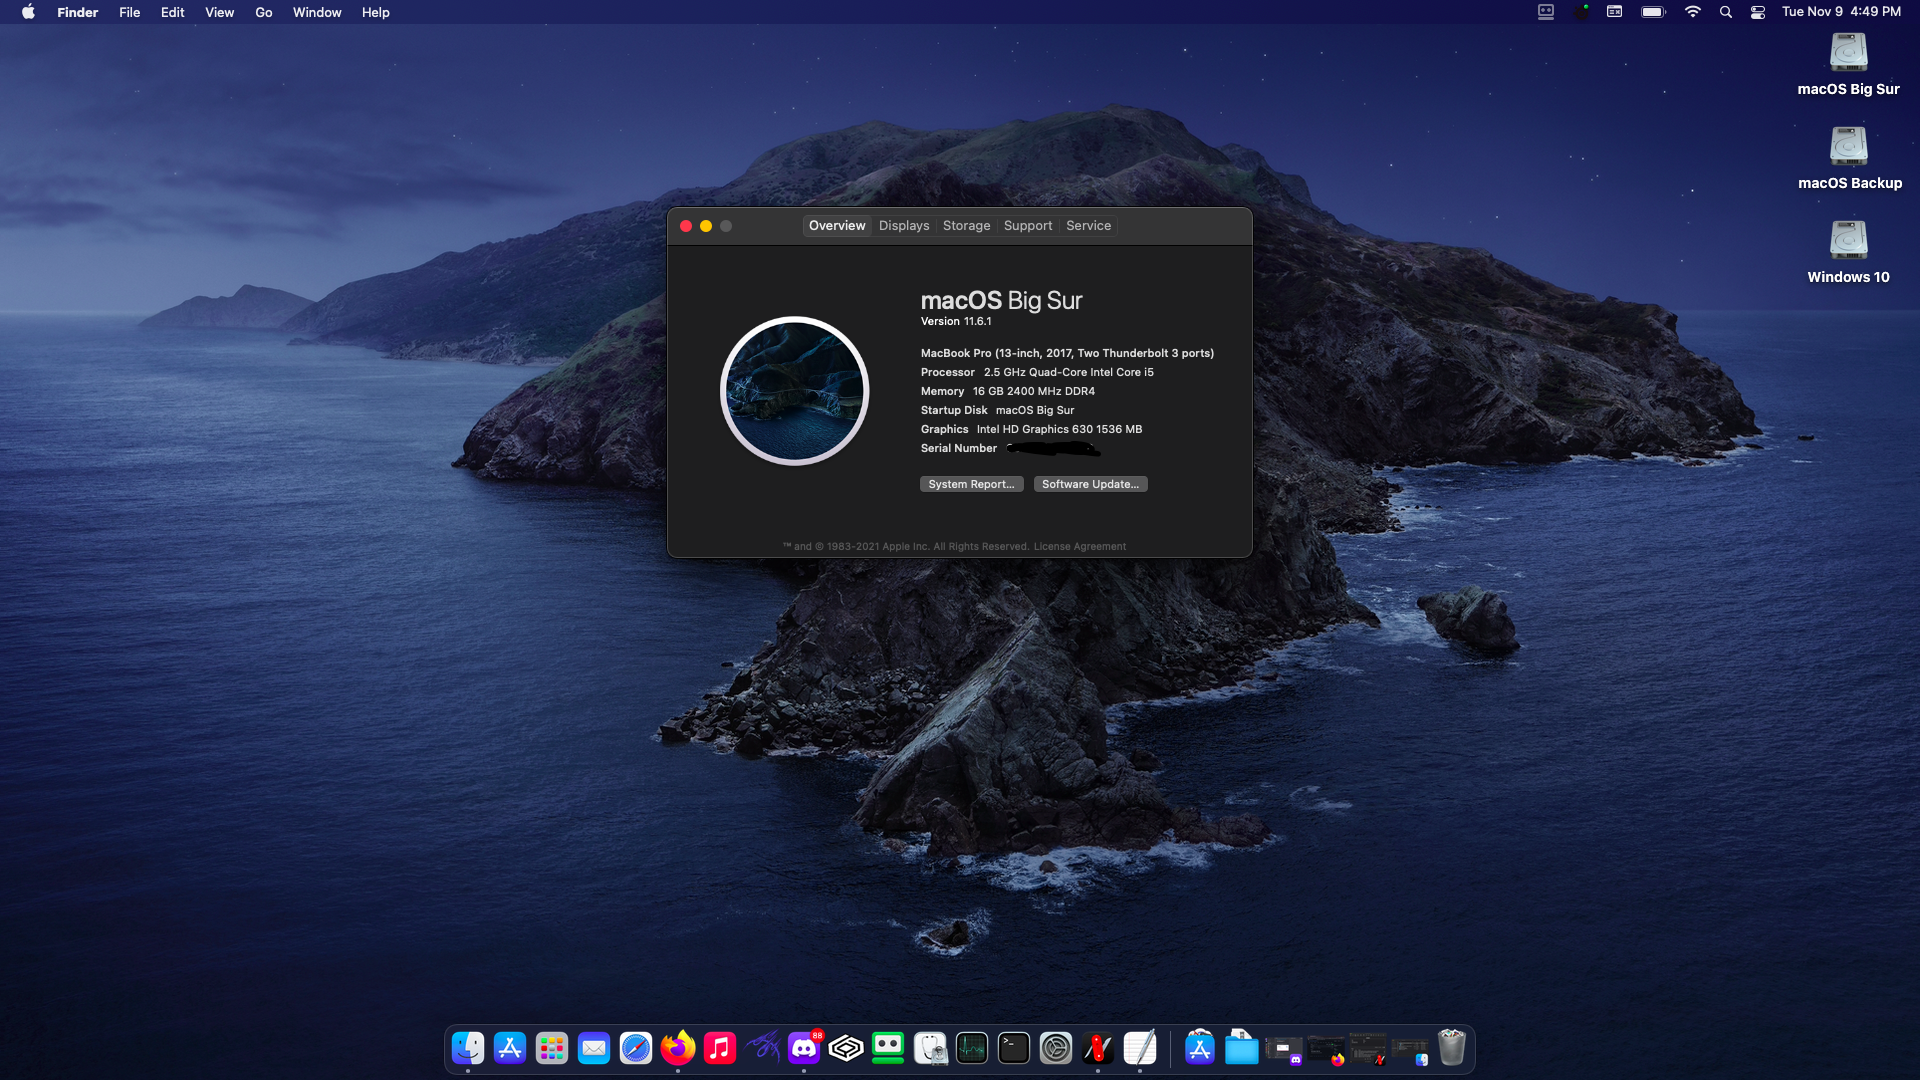 Finder File Edit View Go Window Help
Tue Nov 9 4:49 PM
macOS Big Sur
macOS Backup
Windows 10
Overview Displays Storage Support Service
macOS Big Sur
Version 11.6.1
MacBook Pro (13-inch, 2017, Two Thunderbolt 3 ports)
Processor 2.5 GHz Quad-Core Intel Core i5
Memory 16 GB 2400 MHz DDR4
Startup Disk macOS Big Sur
Graphics Intel HD Graphics 630 1536 MB
Serial Number
System Report... Software Update...
™ and © 1983-2021 Apple Inc. All Rights Reserved. License Agreement
88